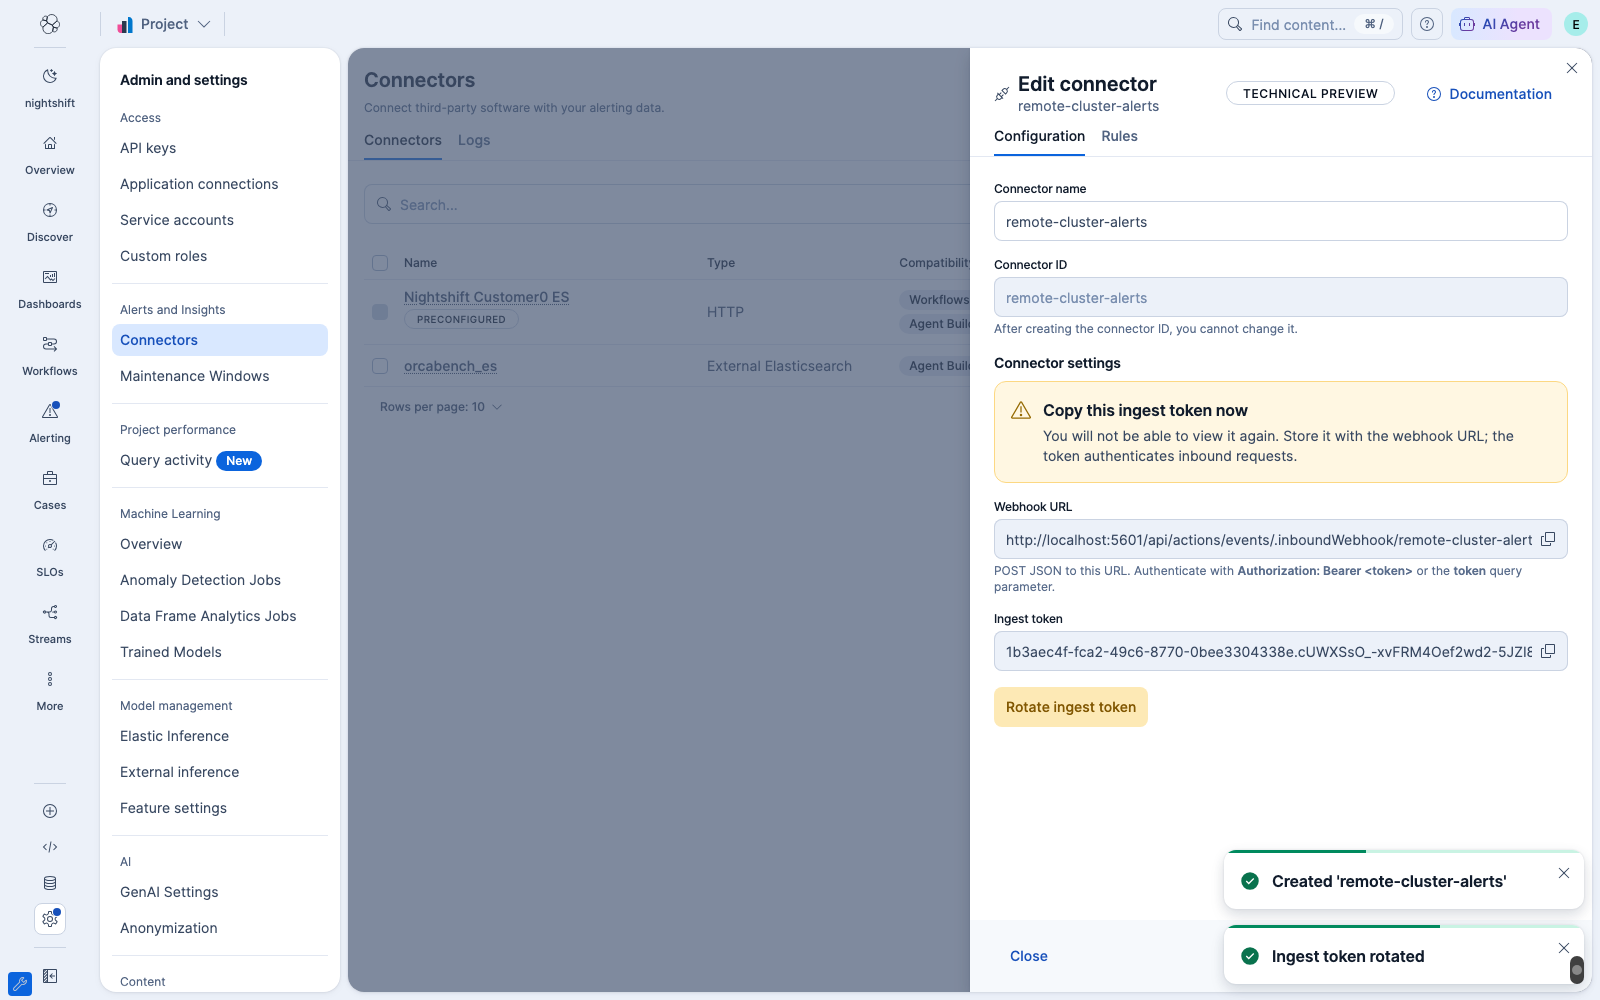 Project
Find content...
⌘ /
AI Agent
E
nightshift
Overview
Discover
Dashboards
Workflows
Alerting
Cases
SLOs
Streams
More
Admin and settings
Access
API keys
Application connections
Service accounts
Custom roles
Alerts and Insights
Connectors
Maintenance Windows
Project performance
Query activity New
Machine Learning
Overview
Anomaly Detection Jobs
Data Frame Analytics Jobs
Trained Models
Model management
Elastic Inference
External inference
Feature settings
AI
GenAI Settings
Anonymization
Content
Connectors
Connect third-party software with your alerting data.
Connectors Logs
Search...
Name Type Compatibility
Nightshift Customer0 ES
PRECONFIGURED
HTTP
Workflows
Agent Buil
orcabench_es External Elasticsearch Agent Buil
Rows per page: 10
Edit connector
remote-cluster-alerts
TECHNICAL PREVIEW
Documentation
Configuration Rules
Connector name
remote-cluster-alerts
Connector ID
remote-cluster-alerts
After creating the connector ID, you cannot change it.
Connector settings
Copy this ingest token now
You will not be able to view it again. Store it with the webhook URL; the
token authenticates inbound requests.
Webhook URL
http://localhost:5601/api/actions/events/.inboundWebhook/remote-cluster-alert
POST JSON to this URL. Authenticate with Authorization: Bearer <token> or the token query
parameter.
Ingest token
1b3aec4f-fca2-49c6-8770-0bee3304338e.cUWXSsO_-xvFRM4Oef2wd2-5JZI8
Rotate ingest token
Created 'remote-cluster-alerts'
Close
Ingest token rotated